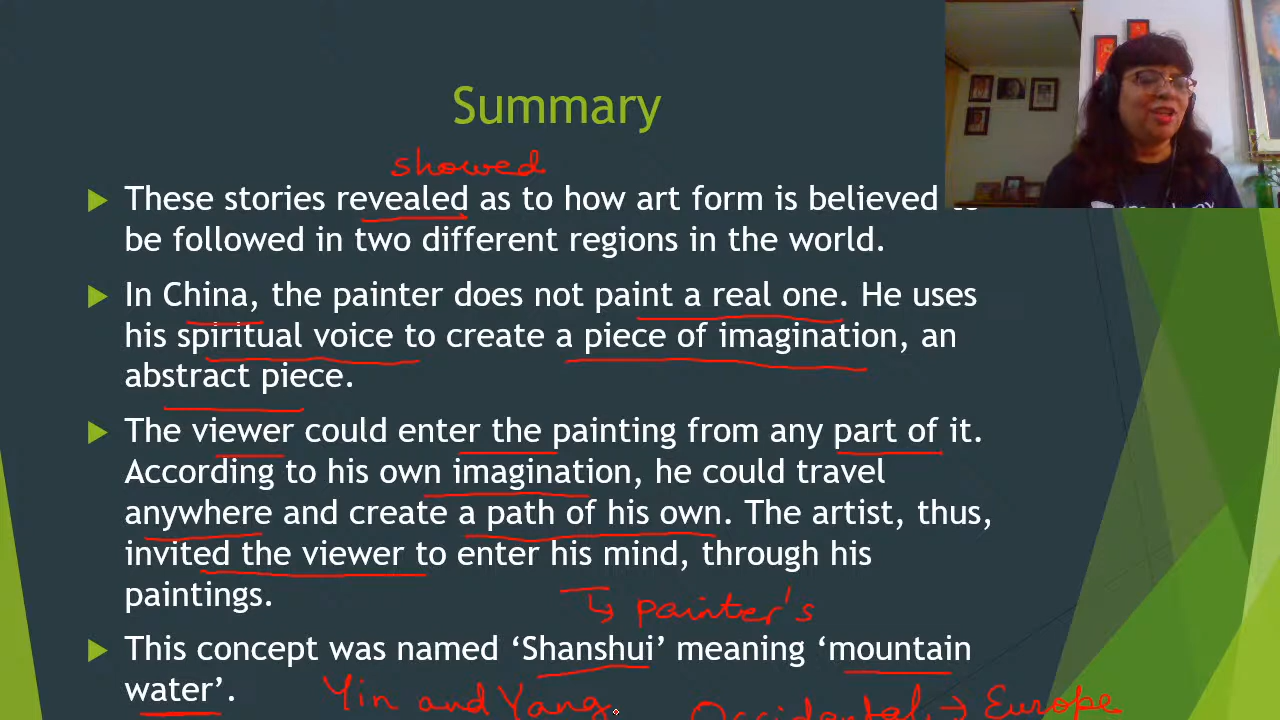 Summary
showed
These stories revealed as to how art form is believed to
be followed in two different regions in the world.
In China, the painter does not paint a real one. He uses
his spiritual voice to create a piece of imagination, an
abstract piece.
The viewer could enter the painting from any part of it.
According to his own imagination, he could travel
anywhere and create a path of his own. The artist, thus,
invited the viewer to enter his mind, through his
paintings.
↳ painter's
This concept was named ‘Shanshui’ meaning ‘mountain
water’.
Yin and Yang Occidental → Europe